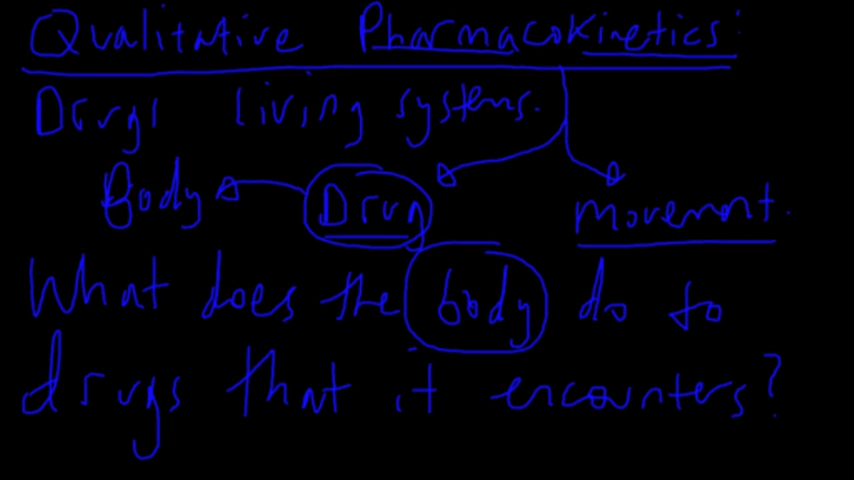 Qualitative Pharmacokinetics:
Drugs living systems.
Body Drug Movement.
What does the body do to
drugs that it encounters?